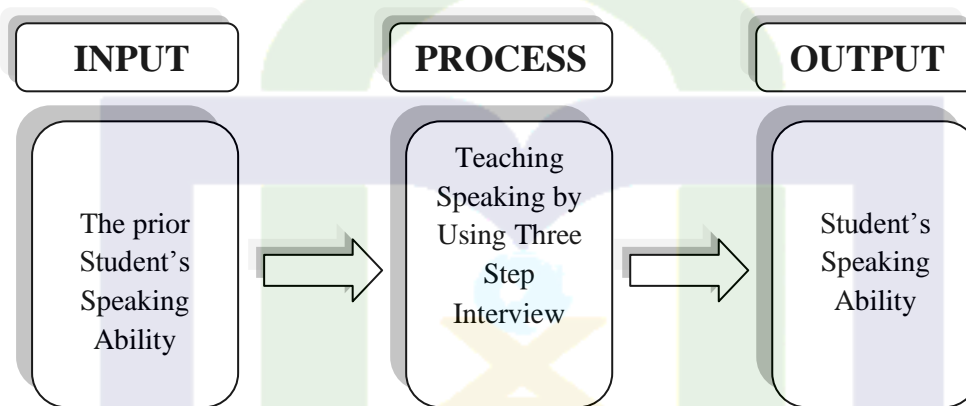 INPUT
PROCESS
OUTPUT
The prior
Student’s
Speaking
Ability
Teaching
Speaking by
Using Three
Step
Interview
Student’s
Speaking
Ability